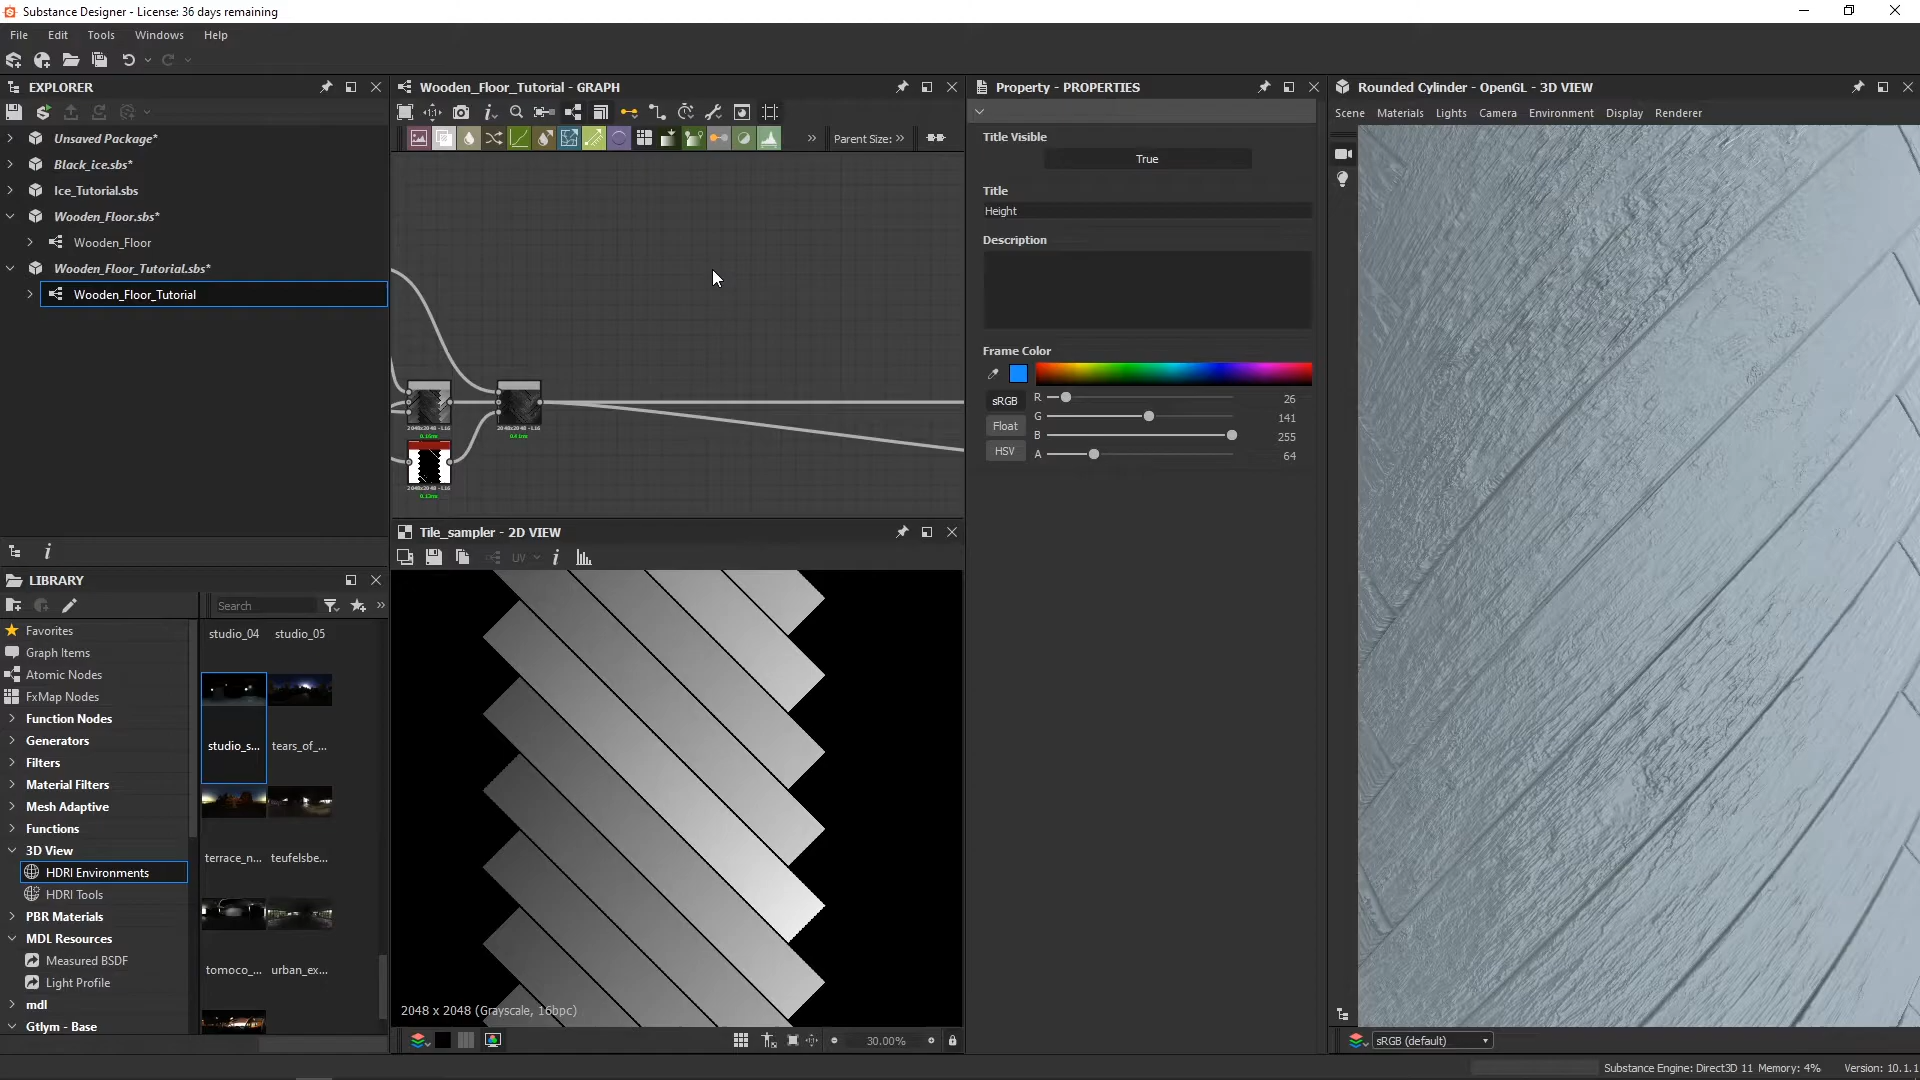 Substance Designer - License: 36 days remaining
File Edit Tools Windows Help
EXPLORER
Unsaved Package*
Black_ice.sbs*
Ice_Tutorial.sbs
Wooden_Floor.sbs*
Wooden_Floor
Wooden_Floor_Tutorial.sbs*
Wooden_Floor_Tutorial
LIBRARY
Search
Favorites
Graph Items
Atomic Nodes
FxMap Nodes
Function Nodes
Generators
Filters
Material Filters
Mesh Adaptive
Functions
3D View
HDRI Environments
HDRI Tools
PBR Materials
MDL Resources
Measured BSDF
Light Profile
mdl
Gtlym - Base
studio_04 studio_05
studio_s... tears_of_...
terrace_n... teufelsbe...
tomoco_... urban_ex...
Wooden_Floor_Tutorial - GRAPH
Parent Size:
Tile_sampler - 2D VIEW
UV
2048 x 2048 (Grayscale, 16bpc)
30.00%
Property - PROPERTIES
Title Visible
True
Title
Height
Description
Frame Color
sRGB R 26
G 141
Float
B 255
HSV A 64
Rounded Cylinder - OpenGL - 3D VIEW
Scene Materials Lights Camera Environment Display Renderer
sRGB (default)
Substance Engine: Direct3D 11 Memory: 4% Version: 10.1.1